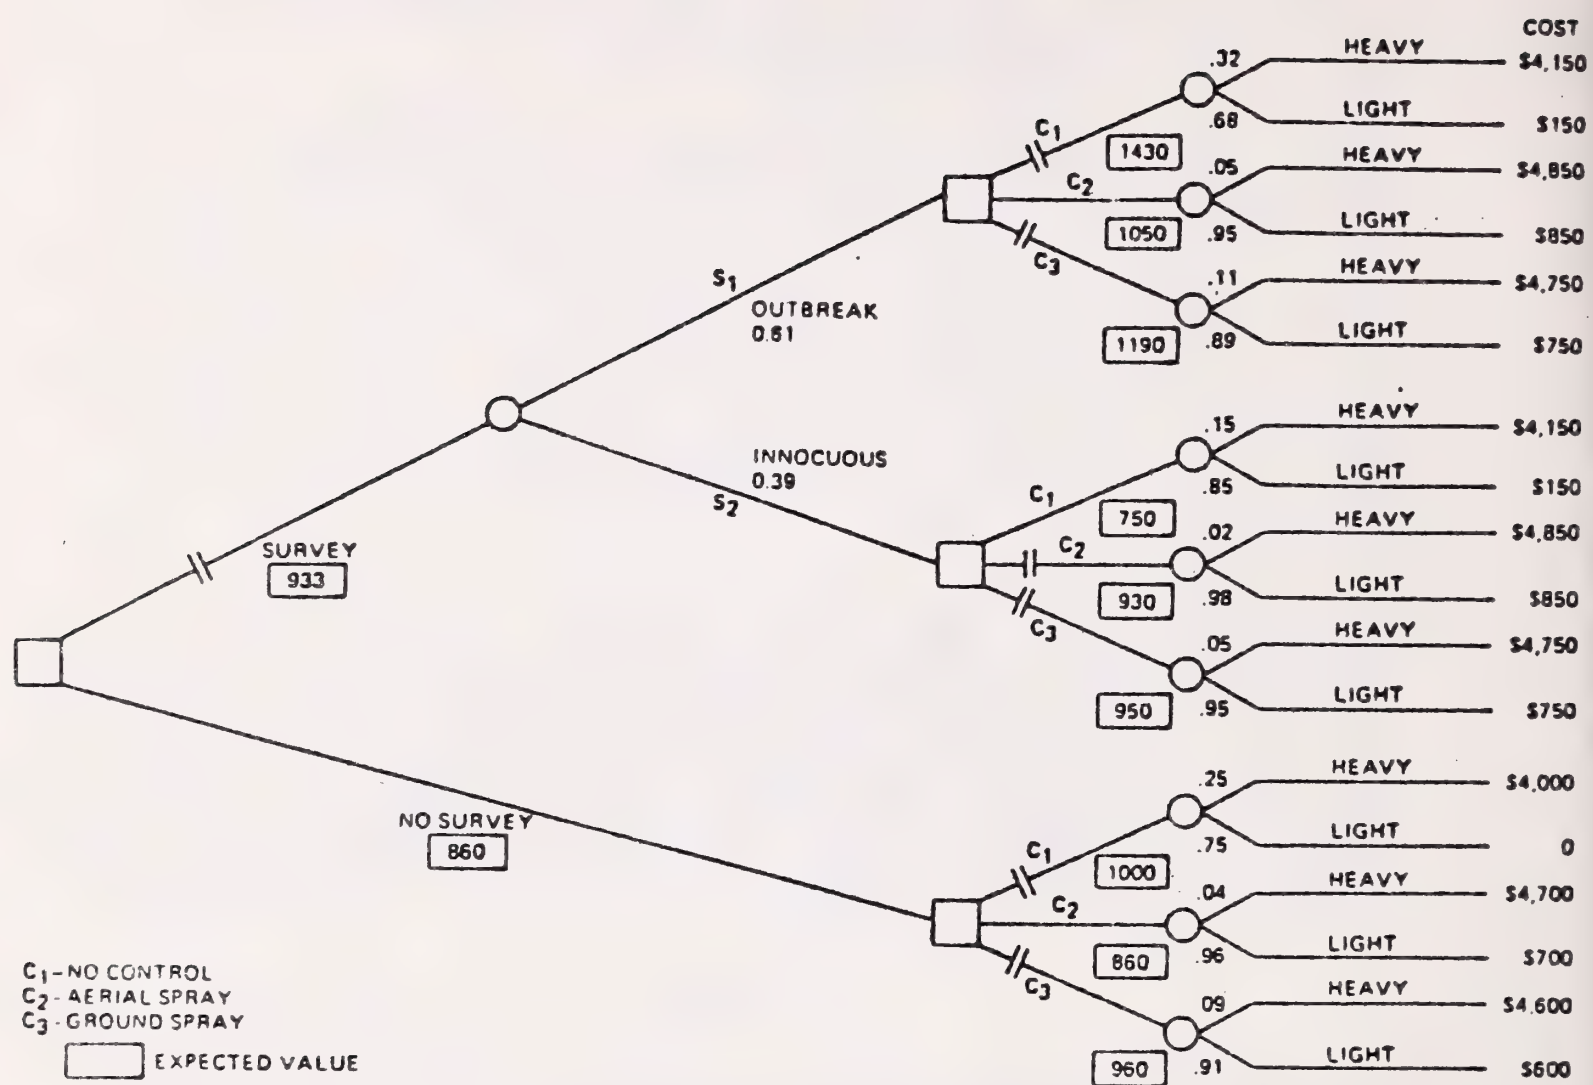 COST
.32 HEAVY $4,150
.68 LIGHT $150
C1
1430
.05 HEAVY $4,850
C2
1050
.95 LIGHT $850
C3
.11 HEAVY $4,750
1190
.89 LIGHT $750
S1
OUTBREAK
0.61
.15 HEAVY $4,150
INNOCUOUS
0.39
S2
C1
.85 LIGHT $150
750
.02 HEAVY $4,850
C2
930
.98 LIGHT $850
C3
.05 HEAVY $4,750
950
.95 LIGHT $750
SURVEY
933
.25 HEAVY $4,000
NO SURVEY
860
C1
.75 LIGHT 0
1000
.04 HEAVY $4,700
C2
860
.96 LIGHT $700
C3
09 HEAVY $4,600
960
.91 LIGHT $600
C1-NO CONTROL
C2-AERIAL SPRAY
C3-GROUND SPRAY
EXPECTED VALUE